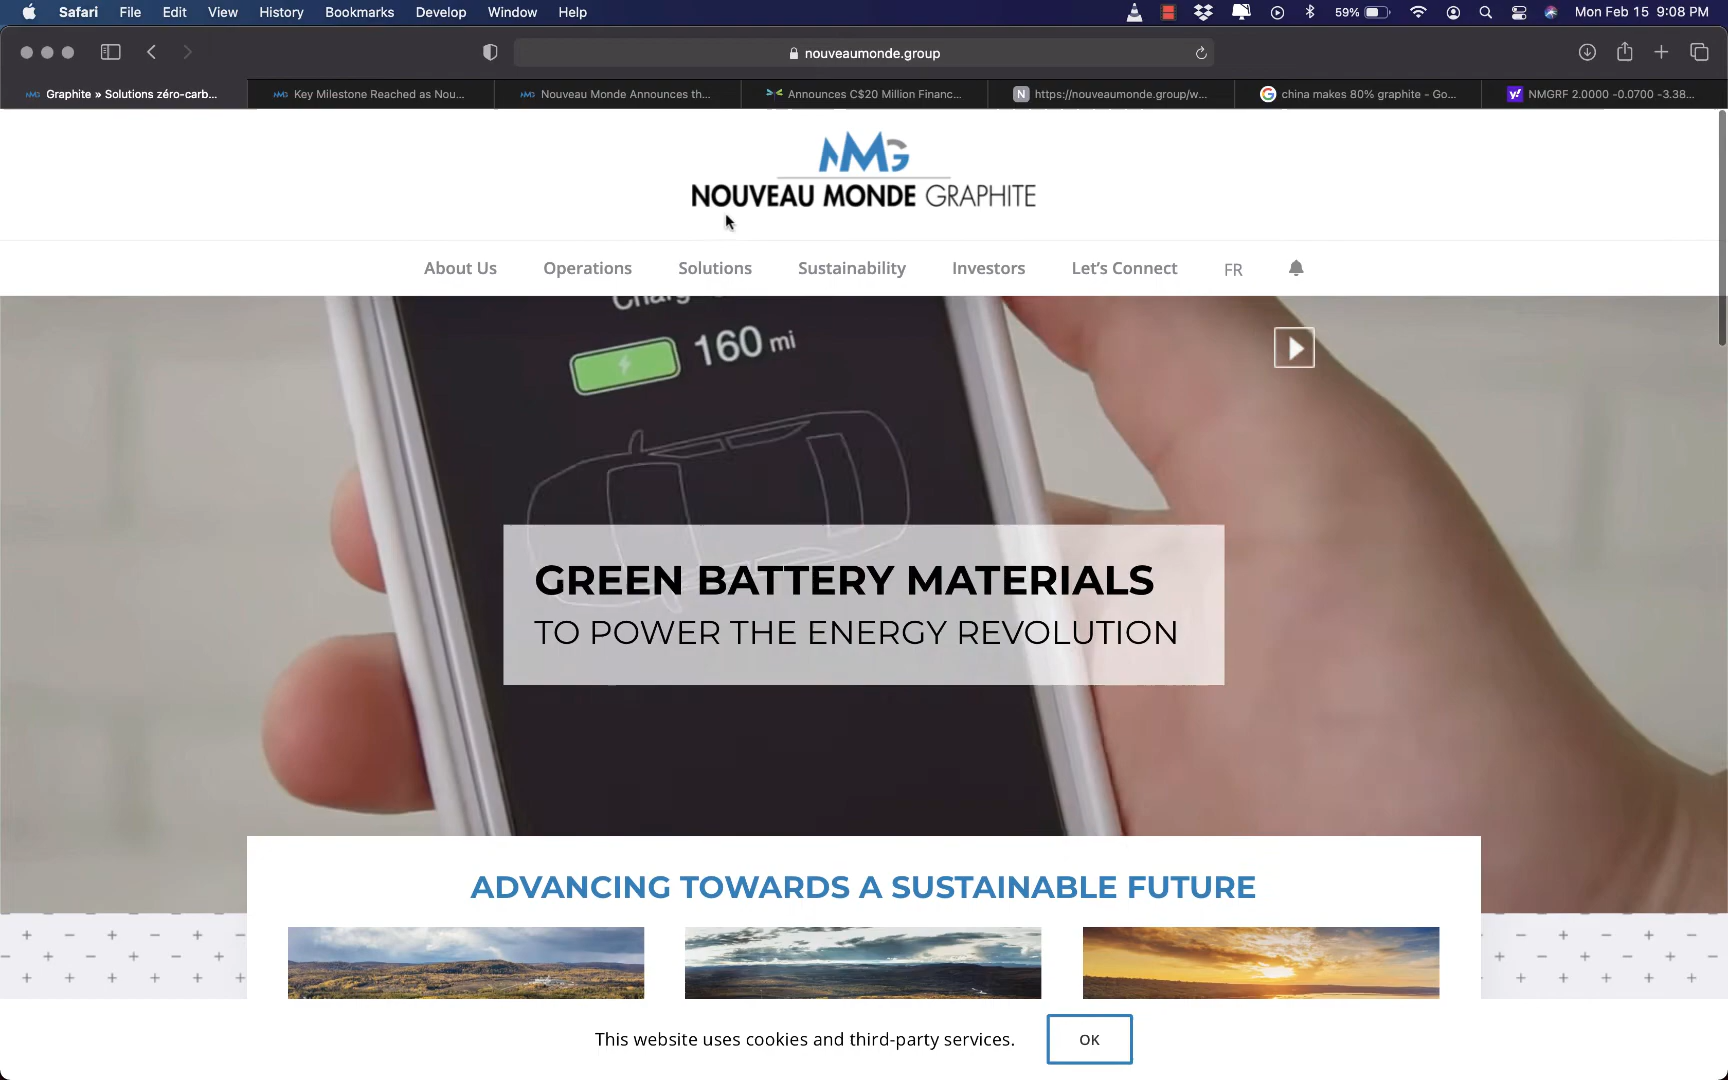 Safari File Edit View History Bookmarks Develop Window Help 59% Mon Feb 15 9:08 PM
nouveaumonde.group
NMG Graphite » Solutions zéro-carb... NMG Key Milestone Reached as Nou... NMG Nouveau Monde Announces th... Announces C$20 Million Financ... N https://nouveaumonde.group/w... G china makes 80% graphite - Go... y! NMGRF 2.0000 -0.0700 -3.38...
NMG
NOUVEAU MONDE GRAPHITE
About Us Operations Solutions Sustainability Investors Let's Connect FR
160 mi
GREEN BATTERY MATERIALS
TO POWER THE ENERGY REVOLUTION
ADVANCING TOWARDS A SUSTAINABLE FUTURE
This website uses cookies and third-party services. OK